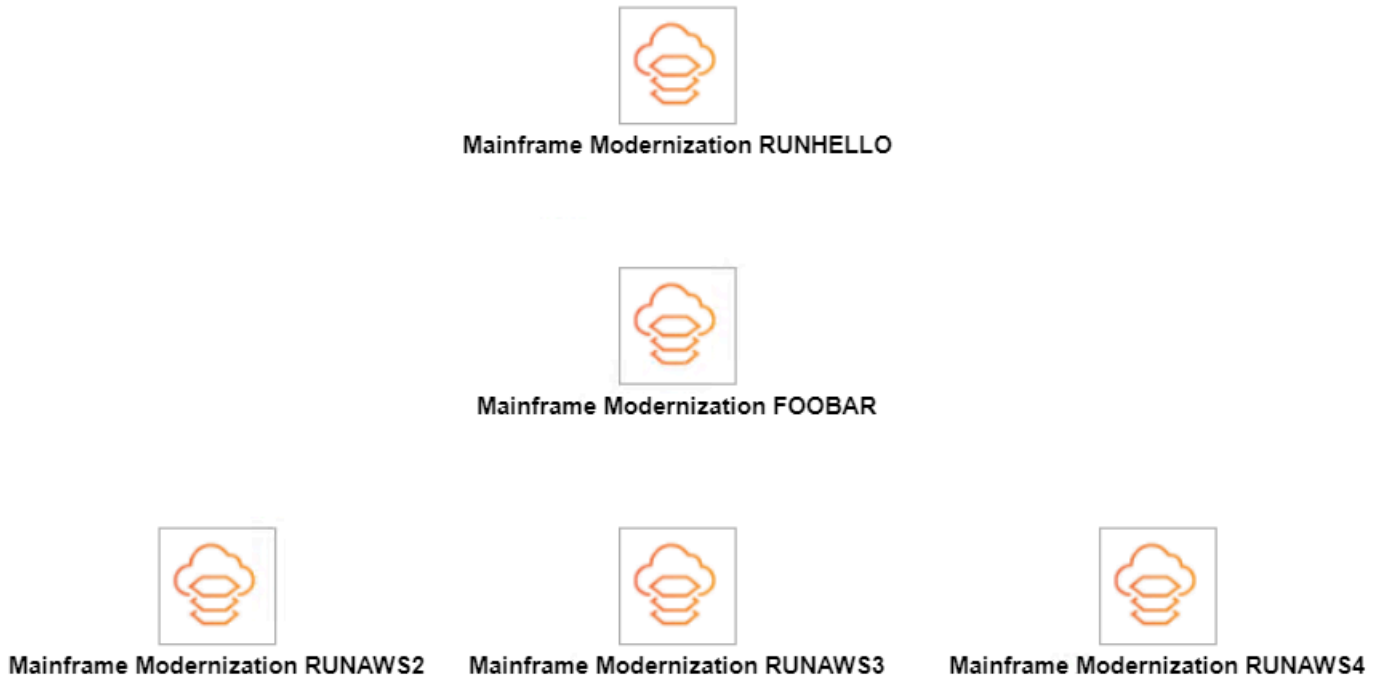 Mainframe Modernization RUNHELLO
Mainframe Modernization FOOBAR
Mainframe Modernization RUNAWS2
Mainframe Modernization RUNAWS3
Mainframe Modernization RUNAWS4